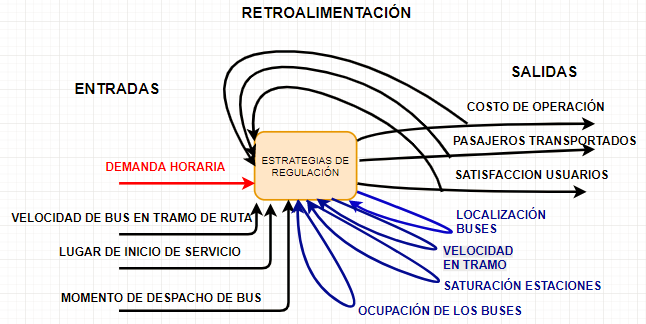 RETROALIMENTACIÓN
ENTRADAS
SALIDAS
COSTO DE OPERACIÓN
PASAJEROS TRANSPORTADOS
SATISFACCION USUARIOS
ESTRATEGIAS DE
REGULACIÓN
DEMANDA HORARIA
VELOCIDAD DE BUS EN TRAMO DE RUTA
LUGAR DE INICIO DE SERVICIO
MOMENTO DE DESPACHO DE BUS
LOCALIZACIÓN
BUSES
VELOCIDAD
EN TRAMO
SATURACIÓN ESTACIONES
OCUPACIÓN DE LOS BUSES